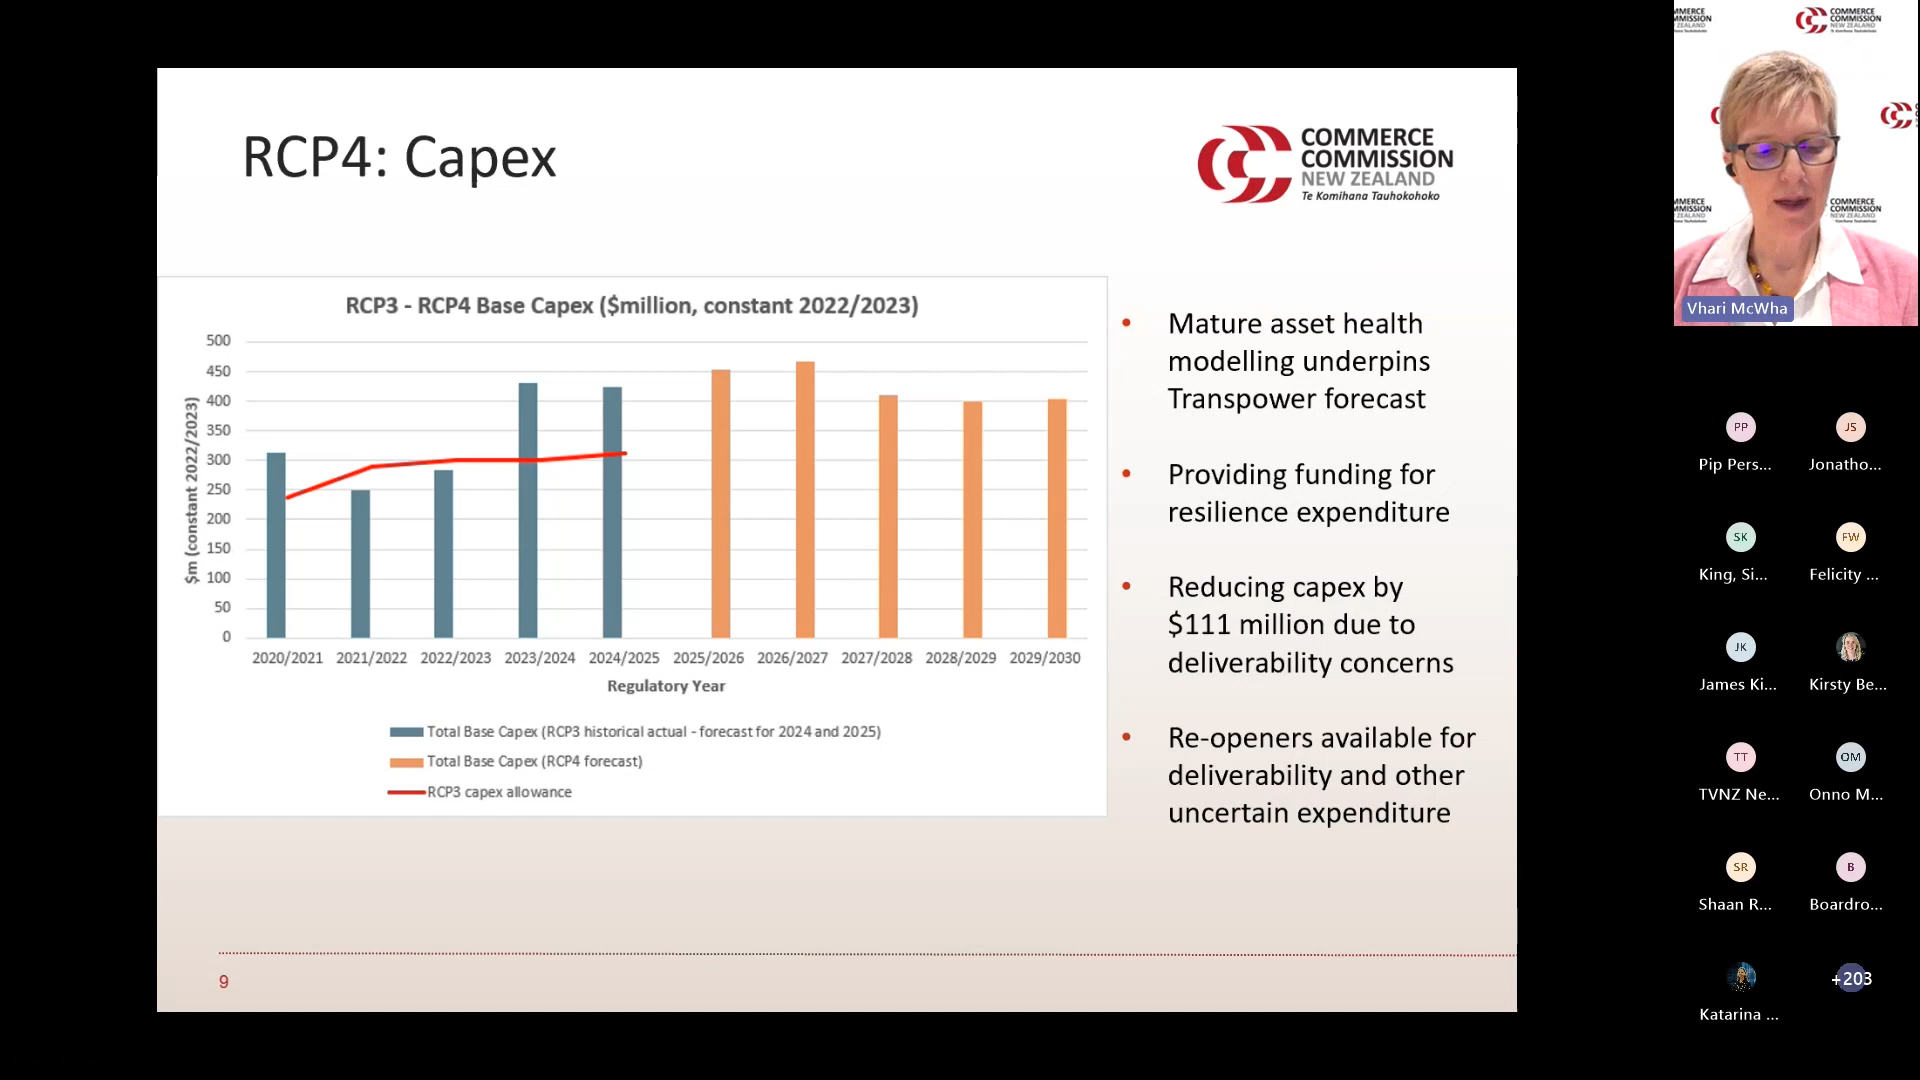 RCP4: Capex
COMMERCE
COMMISSION
NEW ZEALAND
Te Komihana Tauhokohoko
RCP3 - RCP4 Base Capex ($million, constant 2022/2023)
$m (constant 2022/2023)
500
450
400
350
300
250
200
150
100
50
0
2020/2021 2021/2022 2022/2023 2023/2024 2024/2025 2025/2026 2026/2027 2027/2028 2028/2029 2029/2030
Regulatory Year
Total Base Capex (RCP3 historical actual - forecast for 2024 and 2025)
Total Base Capex (RCP4 forecast)
RCP3 capex allowance
• Mature asset health
modelling underpins
Transpower forecast
• Providing funding for
resilience expenditure
• Reducing capex by
$111 million due to
deliverability concerns
• Re-openers available for
deliverability and other
uncertain expenditure
9
COMMERCE
COMMISSION
NEW ZEALAND
Vhari McWha
PP JS
Pip Pers... Jonatho...
SK FW
King, Si... Felicity ...
JK
James Ki... Kirsty Be...
TT OM
TVNZ Ne... Onno M...
SR B
Shaan R... Boardro...
+203
Katarina ...